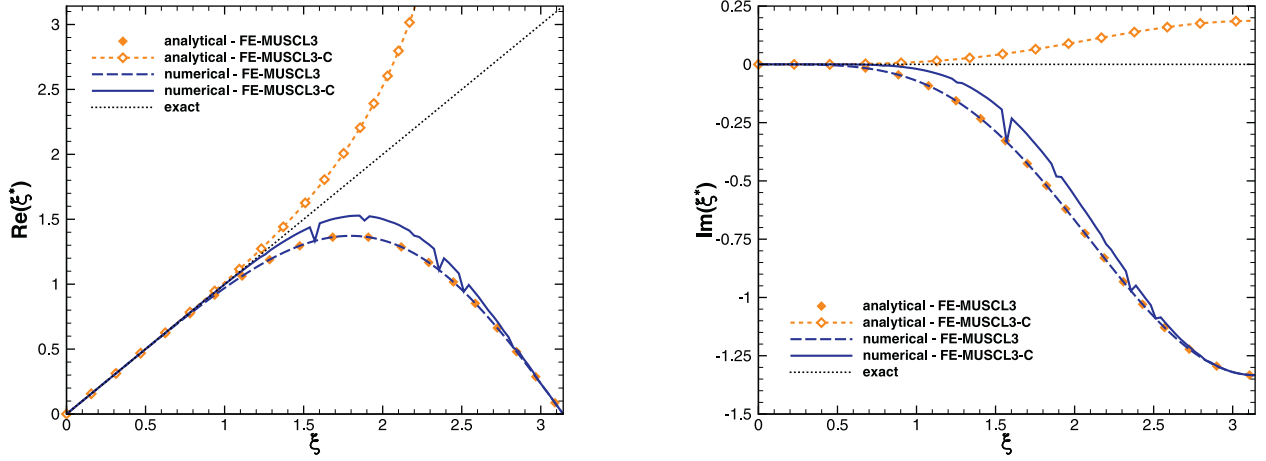 3
2.5
2
1.5
1
0.5
0
Re(ξ*)
analytical - FE-MUSCL3
analytical - FE-MUSCL3-C
numerical - FE-MUSCL3
numerical - FE-MUSCL3-C
exact
0 0.5 1 1.5 2 2.5 3
ξ
0.25
0
-0.25
-0.5
-0.75
-1
-1.25
-1.5
Im(ξ*)
analytical - FE-MUSCL3
analytical - FE-MUSCL3-C
numerical - FE-MUSCL3
numerical - FE-MUSCL3-C
exact
0 0.5 1 1.5 2 2.5 3
ξ